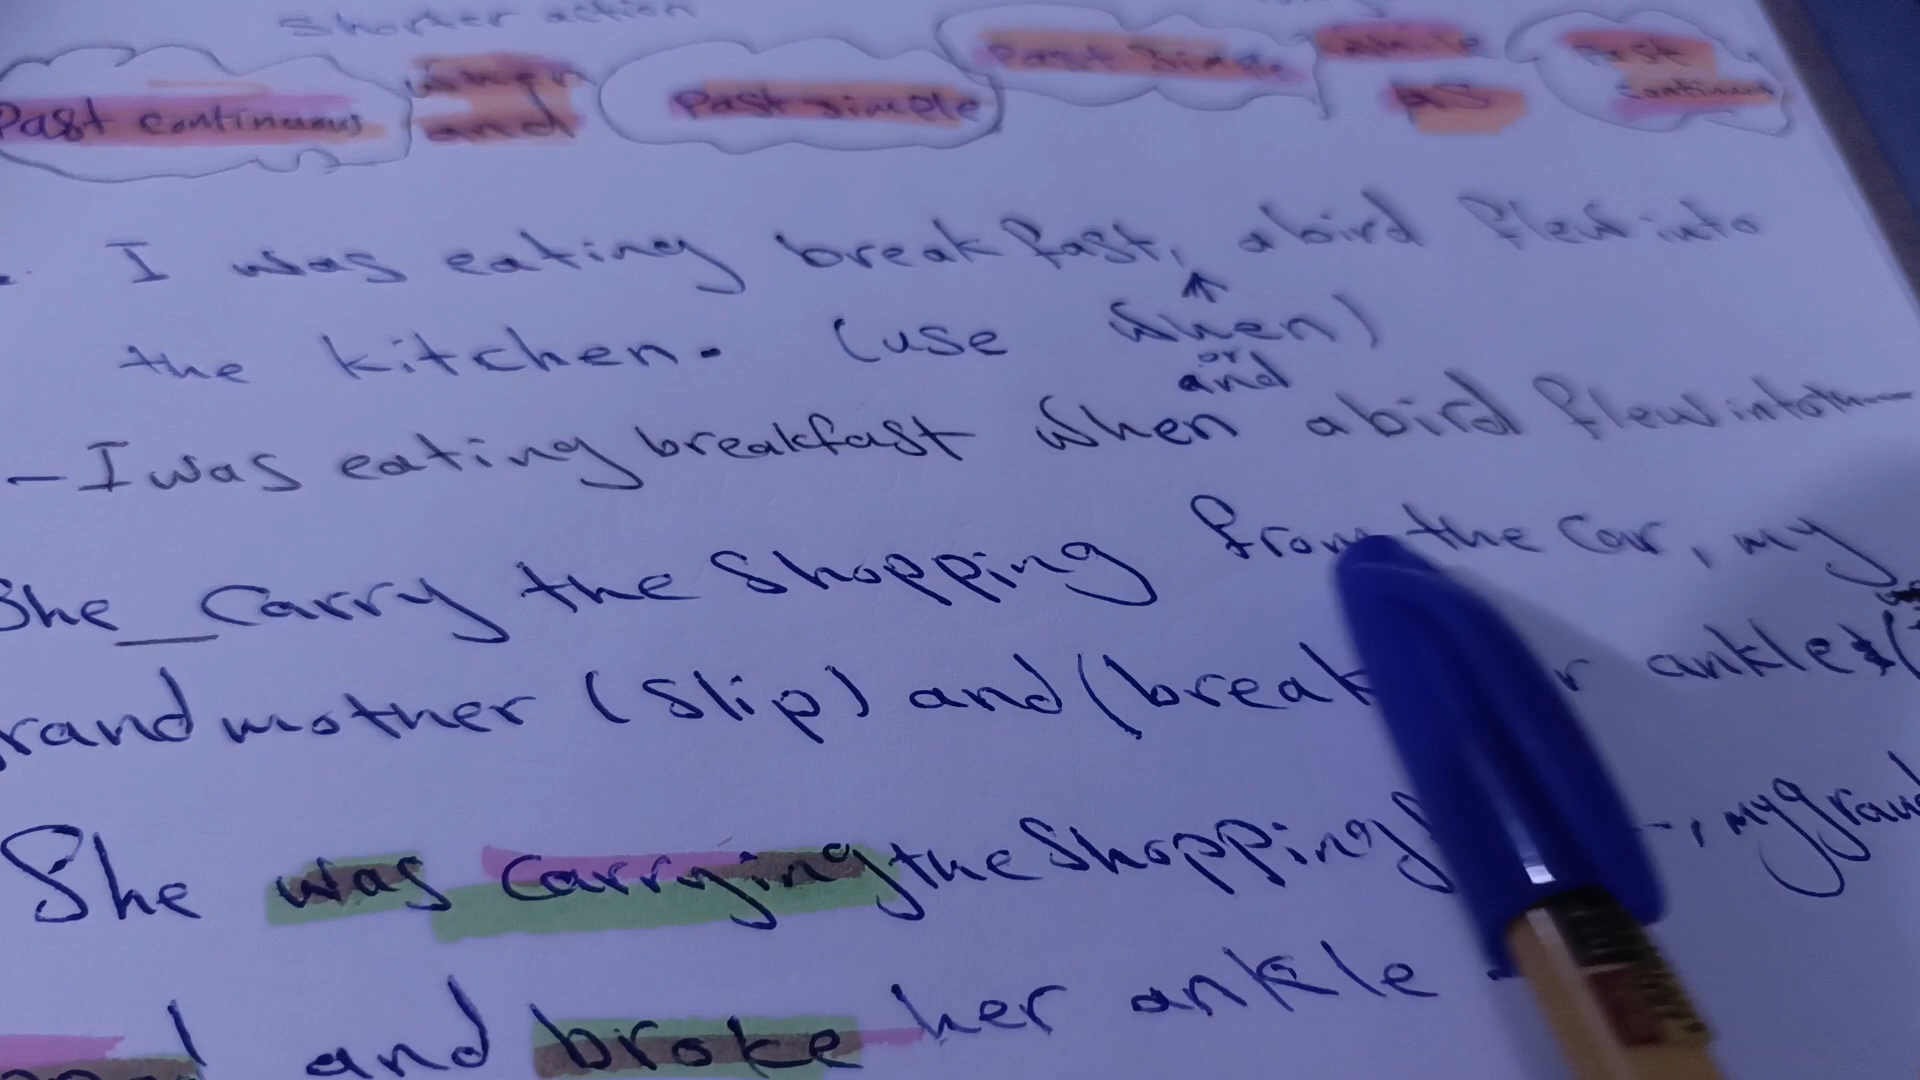 Shorter action
Past continuous when and Past simple Past Simple while as Past continuous
I was eating breakfast, a bird flew into
the kitchen. (use when)
or
and
- I was eating breakfast when a bird flew into
She _ Carry the Shopping from the Car, my
randmother (Slip) and (break r ankle
She was Carrying the Shopping , my grand
and broke her ankle